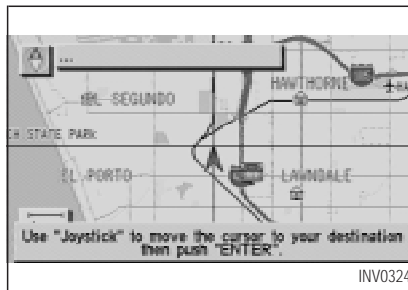 ...
HAWTHORNE
EL SEGUNDO
CH STATE PARK
EL PORTO
LAWNDALE
Use "Joystick" to move the cursor to your destination
then push "ENTER".
INV0324